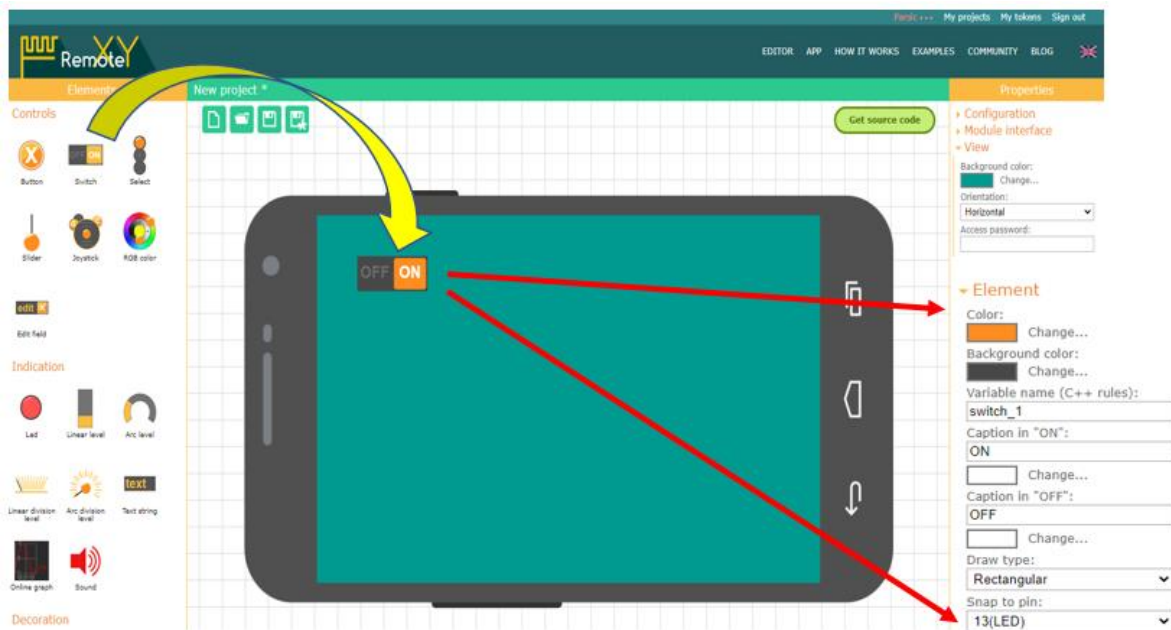 My projects My tokens Sign out
RemoteXY
EDITOR APP HOW IT WORKS EXAMPLES COMMUNITY BLOG
Elements
New project *
Properties
Controls
Button
Switch
Select
Slider
Joystick
RGB color
edit
Edit field
Indication
Led
Linear level
Arc level
Linear division level
Arc division level
text
Text string
Online graph
Sound
Decoration
Get source code
OFF ON
Configuration
Module interface
View
Background color:
Change...
Orientation:
Horizontal
Access password:
Element
Color:
Change...
Background color:
Change...
Variable name (C++ rules):
switch_1
Caption in "ON":
ON
Change...
Caption in "OFF":
OFF
Change...
Draw type:
Rectangular
Snap to pin:
13(LED)